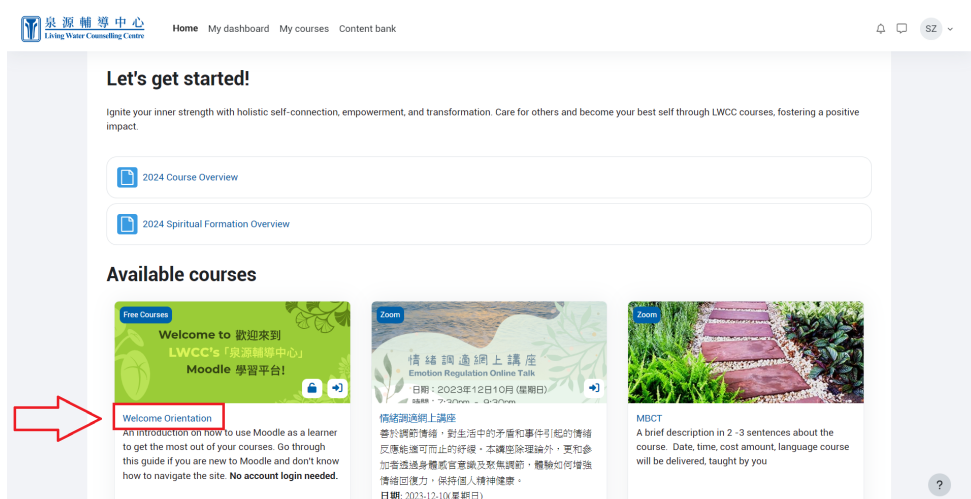 泉源輔導中心
Living Water Counselling Centre
Home My dashboard My courses Content bank
SZ
Let's get started!
Ignite your inner strength with holistic self-connection, empowerment, and transformation. Care for others and become your best self through LWCC courses, fostering a positive
impact.
2024 Course Overview
2024 Spiritual Formation Overview
Available courses
Free Courses
Welcome to 歡迎來到
LWCC's「泉源輔導中心」
Moodle 學習平台!
Welcome Orientation
An introduction on how to use Moodle as a learner
to get the most out of your courses. Go through
this guide if you are new to Moodle and don't know
how to navigate the site. No account login needed.
Zoom
情緒調適網上講座
Emotion Regulation Online Talk
日期：2023年12日10月(星期日)
時間：7:30pm - 9:30pm
情緒調適網上講座
善於調節情緒，對生活中的矛盾和事件引起的情緒
反應能適可而止的紓緩。本講座除理論外，更和參
加者透過身體感官意識及聚焦調節，體驗如何增強
情緒回復力，保持個人精神健康。
日期: 2023-12-10(星期日)
Zoom
MBCT
A brief description in 2 -3 sentences about the
course. Date, time, cost amount, language course
will be delivered, taught by you
?